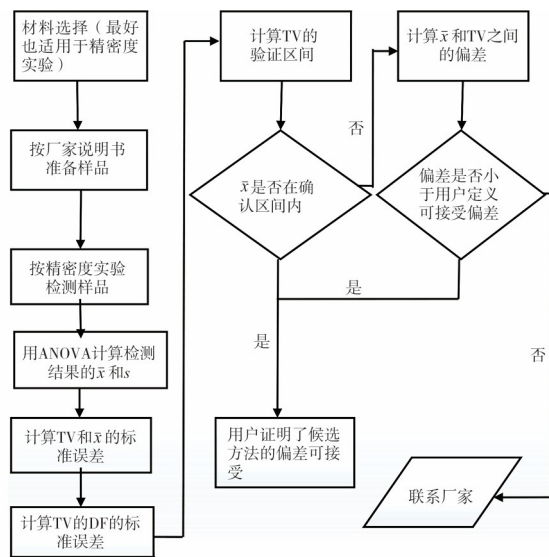 材料选择（最好
也适用于精密度
实验）
按厂家说明书
准备样品
按精密度实验
检测样品
用ANOVA计算检测
结果的x̄和s
计算TV和x̄的标
准误差
计算TV的DF的标
准误差
计算TV的
验证区间
x̄是否在确
认区间内
否
计算x̄和TV之间
的偏差
偏差是否小
于用户定义
可接受偏差
是
是
否
用户证明了候选
方法的偏差可接
受
联系厂家